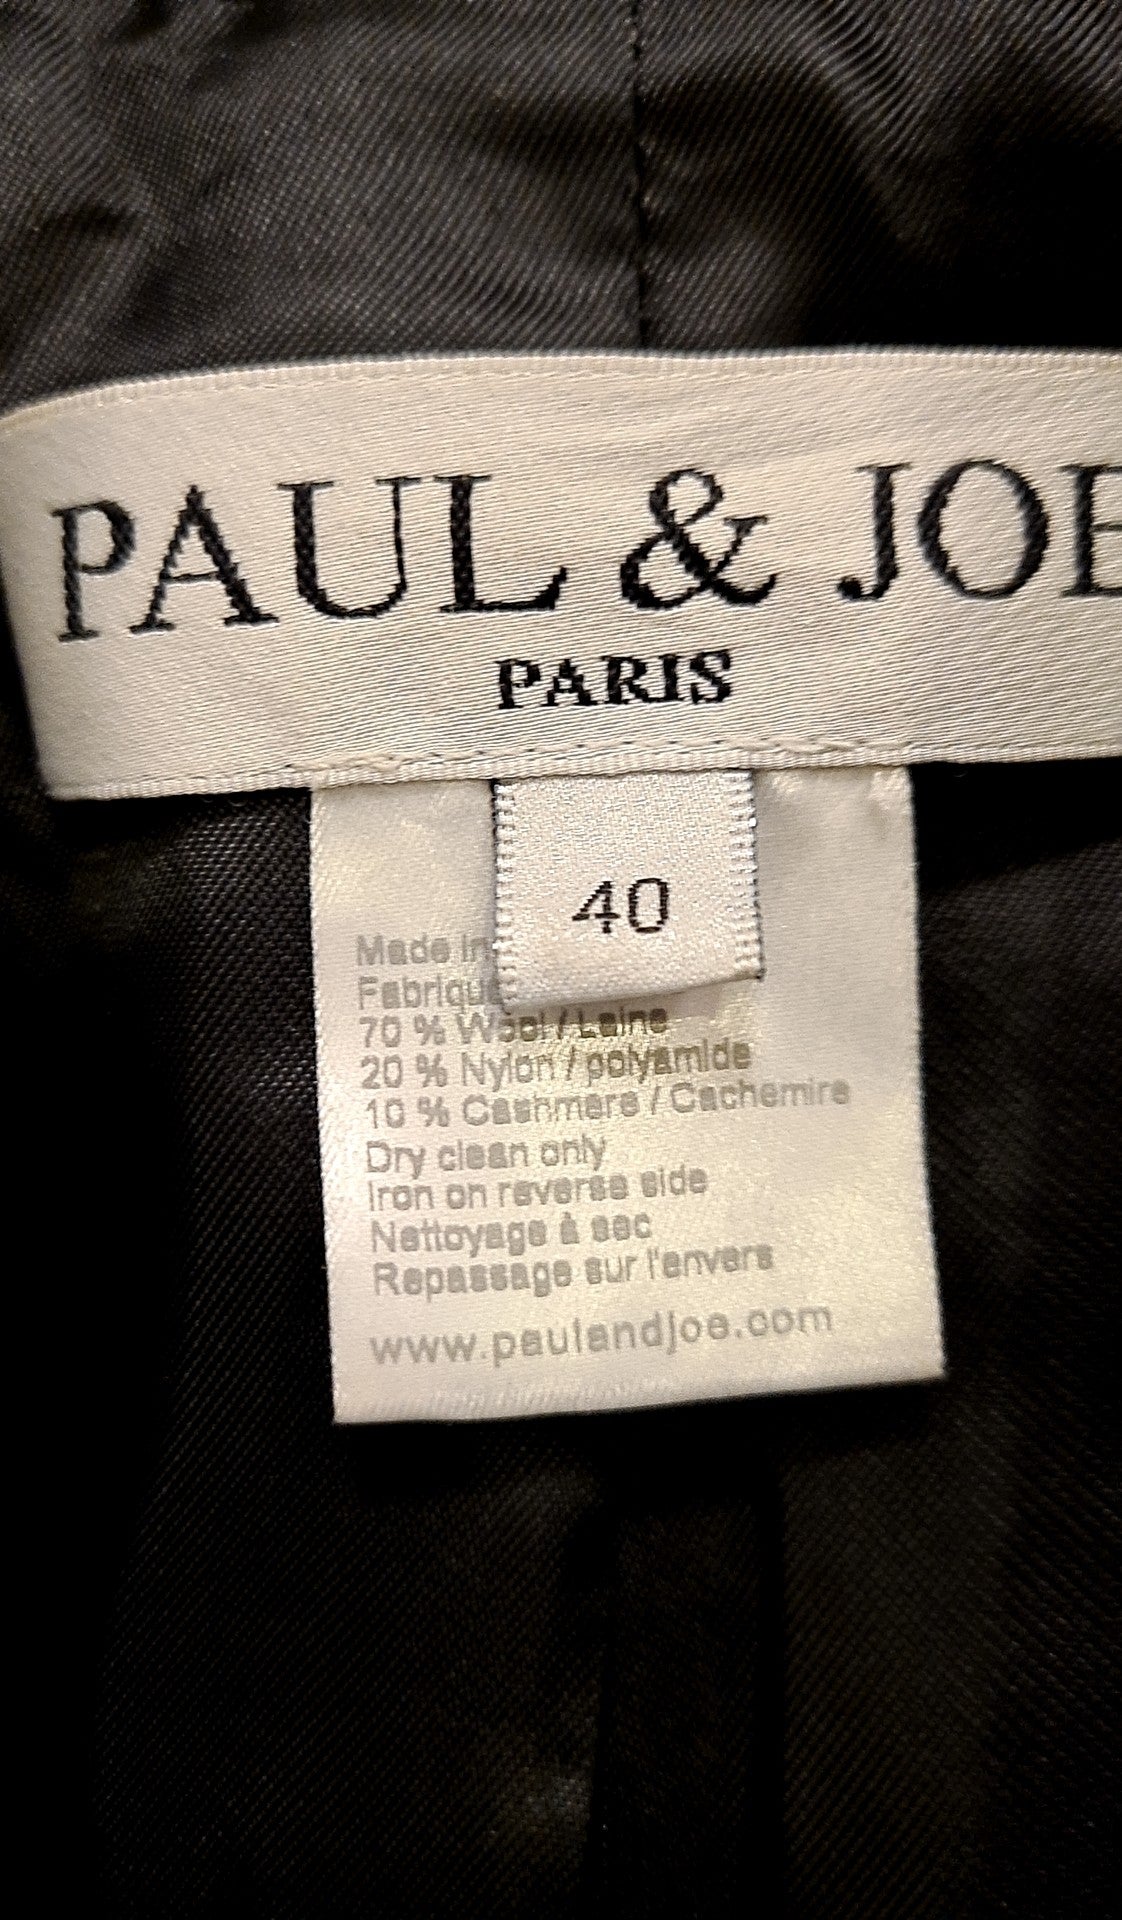 PAUL & JOE
PARIS
40
Made in
Fabriqu
70 % Wool / Laine
20 % Nylon / polyamide
10 % Cashmere / Cachemire
Dry clean only
Iron on reverse side
Nettoyage à sec
Repassage sur l'envers
www.paulandjoe.com